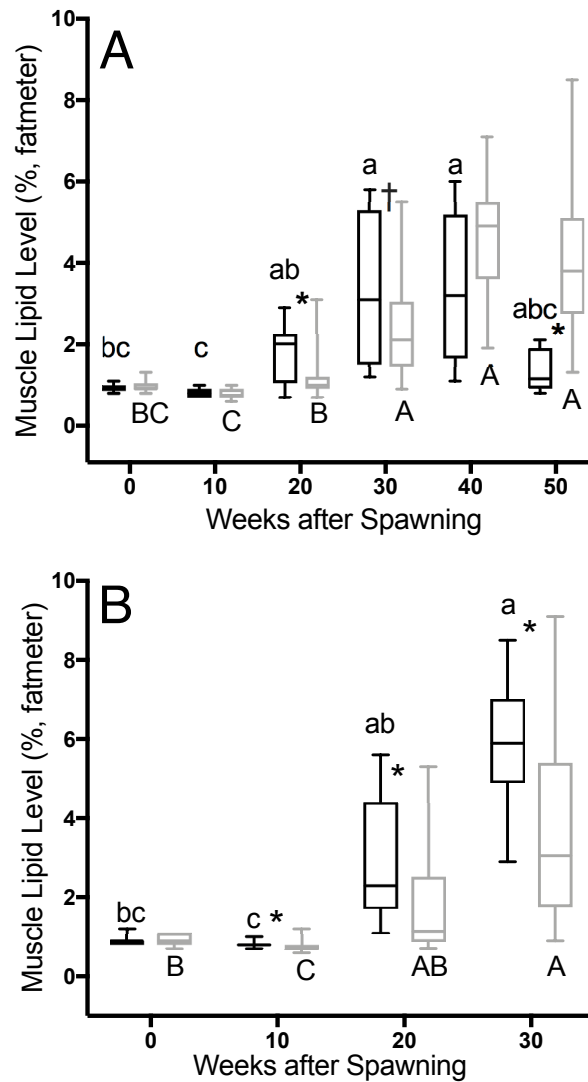 A
10
8
6
4
2
0
Muscle Lipid Level (%, fatmeter)
bc
c
ab
*
a
†
a
abc
*
BC
C
B
A
A
A
0 10 20 30 40 50
Weeks after Spawning
B
10
8
6
4
2
0
Muscle Lipid Level (%, fatmeter)
bc
c *
ab
*
a
*
B
C
AB
A
0 10 20 30
Weeks after Spawning